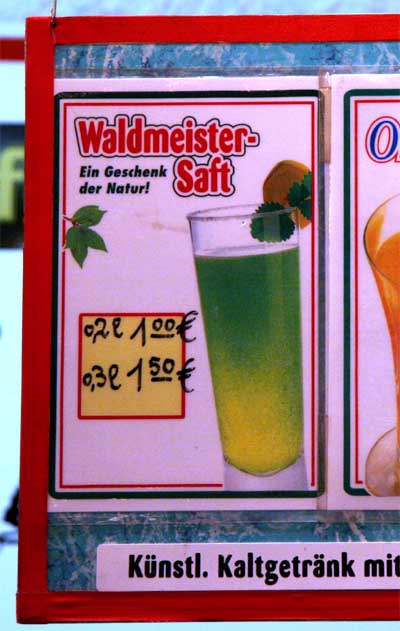 Waldmeister-
Saft
Ein Geschenk
der Natur!
0,2l 1 00 €
0,3l 1 50 €
Künstl. Kaltgetränk mit